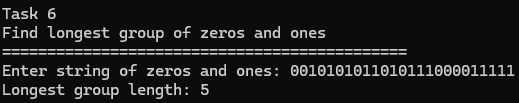 Task 6
Find longest group of zeros and ones
=============================================
Enter string of zeros and ones: 0010101011010111000011111
Longest group length: 5